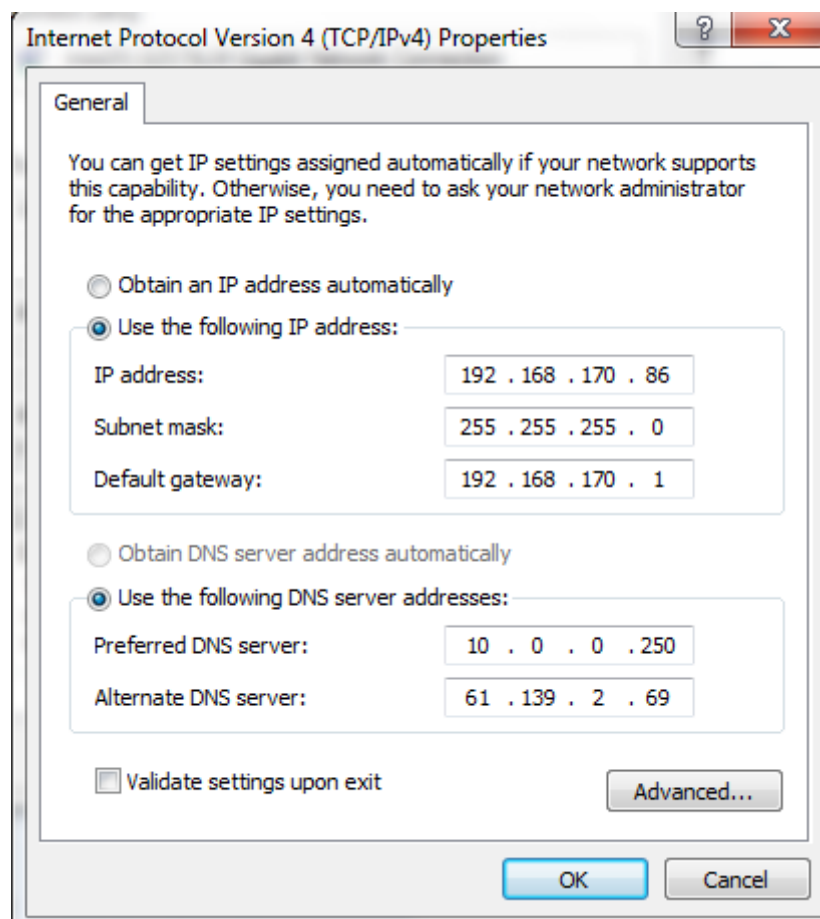 Internet Protocol Version 4 (TCP/IPv4) Properties
General
You can get IP settings assigned automatically if your network supports
this capability. Otherwise, you need to ask your network administrator
for the appropriate IP settings.
Obtain an IP address automatically
Use the following IP address:
IP address: 192 . 168 . 170 . 86
Subnet mask: 255 . 255 . 255 . 0
Default gateway: 192 . 168 . 170 . 1
Obtain DNS server address automatically
Use the following DNS server addresses:
Preferred DNS server: 10 . 0 . 0 . 250
Alternate DNS server: 61 . 139 . 2 . 69
Validate settings upon exit
Advanced...
OK Cancel